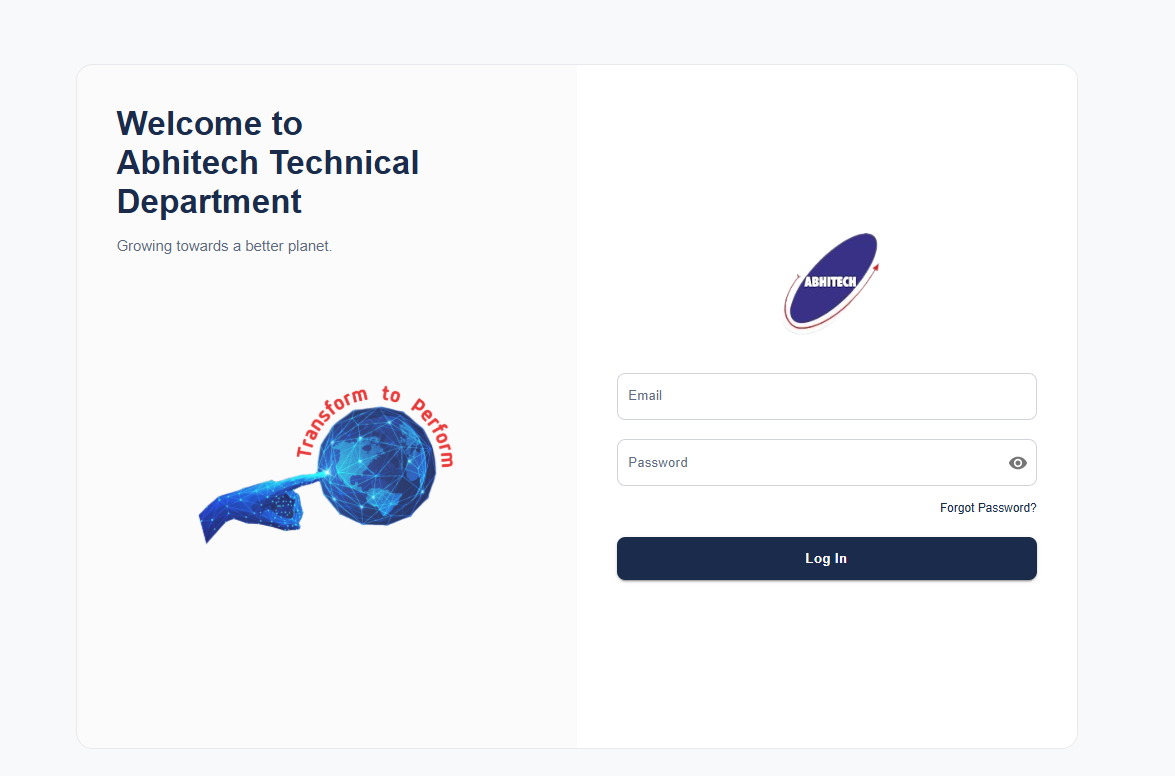 Welcome to
Abhitech Technical
Department
Growing towards a better planet.
Transform to Perform
ABHITECH
Email
Password
Forgot Password?
Log In